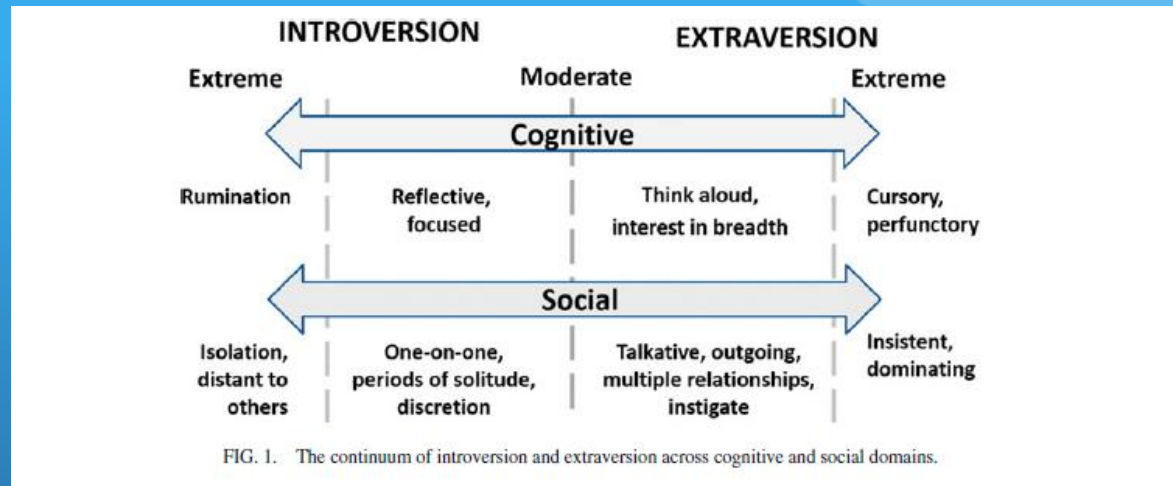 INTROVERSION EXTRAVERSION
Extreme Moderate Extreme
Cognitive
Rumination
Reflective,
focused
Think aloud,
interest in breadth
Cursory,
perfunctory
Social
Isolation,
distant to
others
One-on-one,
periods of solitude,
discretion
Talkative, outgoing,
multiple relationships,
instigate
Insistent,
dominating
FIG. 1. The continuum of introversion and extraversion across cognitive and social domains.